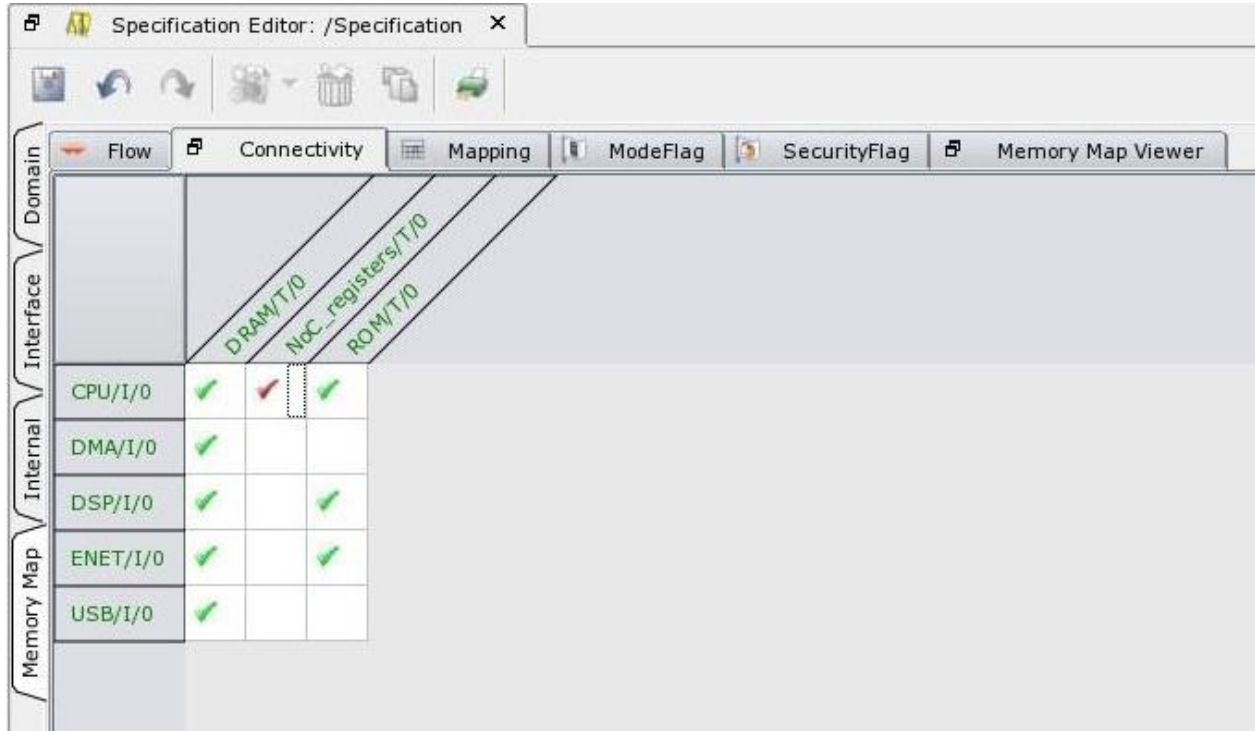 Specification Editor: /Specification
Flow Connectivity Mapping ModeFlag SecurityFlag Memory Map Viewer
Domain
Interface
Internal
Memory Map
DRAM/T/0
NoC_registers/T/0
ROM/T/0
CPU/I/0
DMA/I/0
DSP/I/0
ENET/I/0
USB/I/0